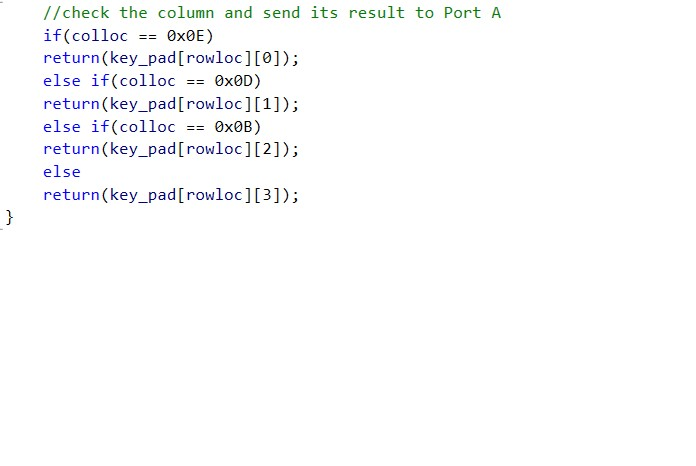 //check the column and send its result to Port A
if(colloc == 0x0E)
return(key_pad[rowloc][0]);
else if(colloc == 0x0D)
return(key_pad[rowloc][1]);
else if(colloc == 0x0B)
return(key_pad[rowloc][2]);
else
return(key_pad[rowloc][3]);
}